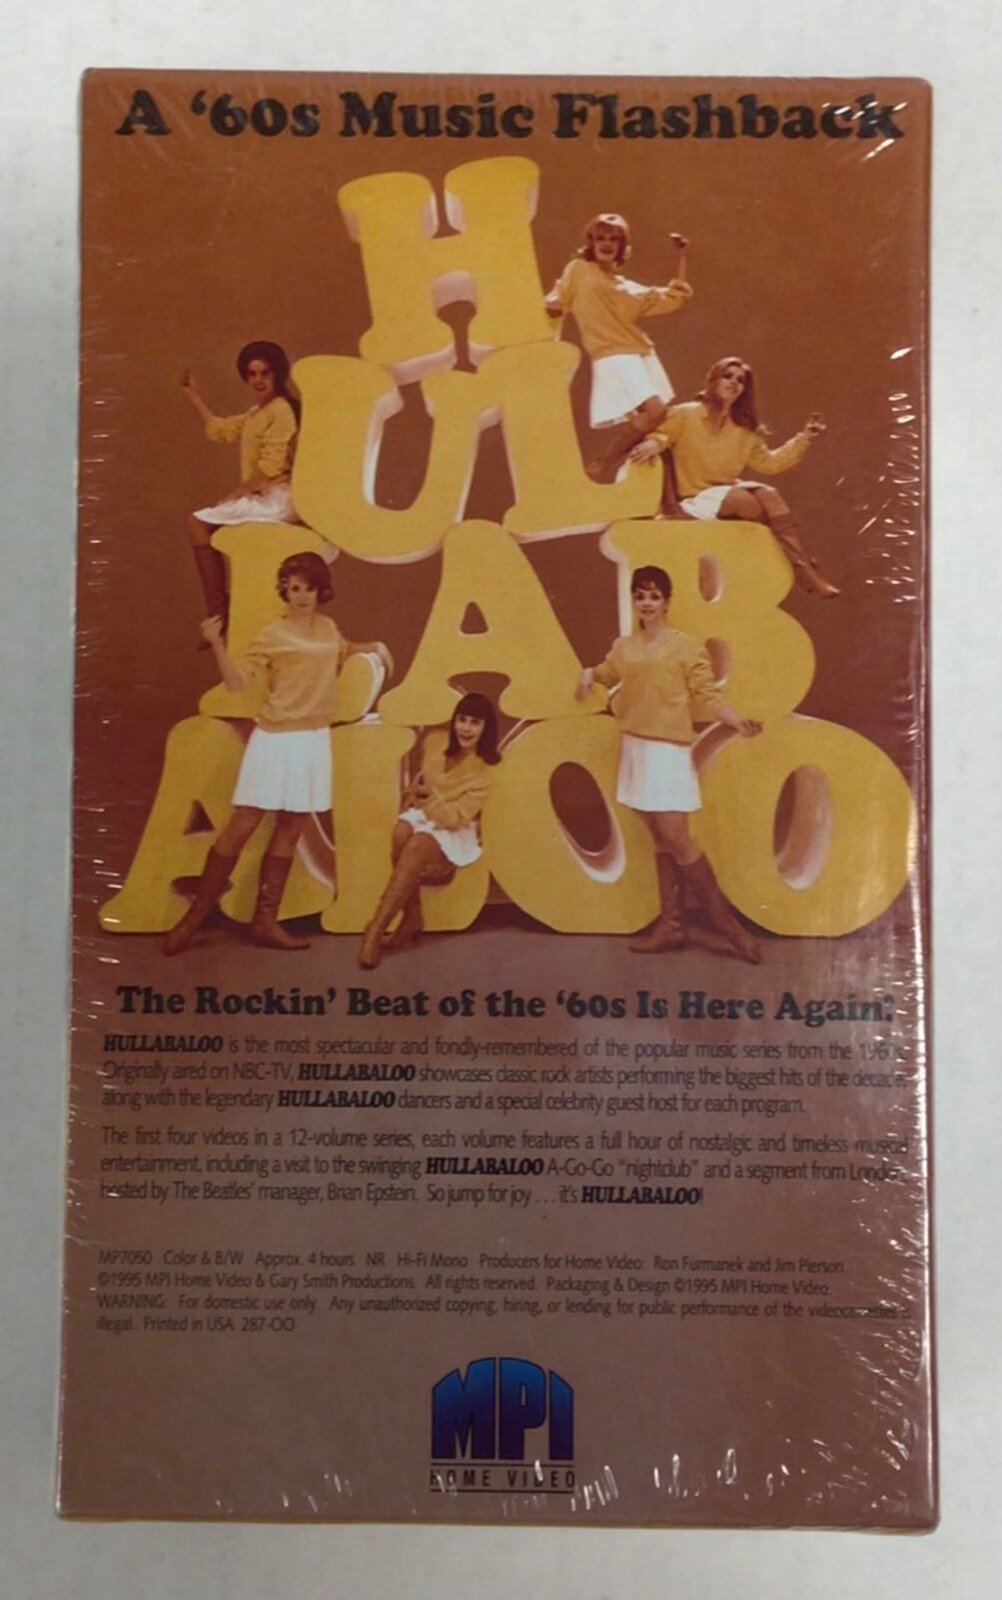 A ‘60s Music Flashback
H
UL
LAB
ALOO
The Rockin’ Beat of the ‘60s Is Here Again!
HULLABALOO is the most spectacular and fondly-remembered of the popular music series from the 1960s.
Originally aired on NBC-TV, HULLABALOO showcases classic rock artists performing the biggest hits of the decade,
along with the legendary HULLABALOO dancers and a special celebrity guest host for each program.
The first four videos in a 12-volume series, each volume features a full hour of nostalgic and timeless musical
entertainment, including a visit to the swinging HULLABALOO A-Go-Go “nightclub” and a segment from London,
hosted by The Beatles’ manager, Brian Epstein. So jump for joy . . . it’s HULLABALOO!
MP7050 Color & B/W Approx. 4 hours NR Hi-Fi Mono Producers for Home Video: Ron Furmanek and Jim Pierson
©1995 MPI Home Video & Gary Smith Productions. All rights reserved. Packaging & Design ©1995 MPI Home Video.
WARNING: For domestic use only. Any unauthorized copying, hiring, or lending for public performance of the videocassettes is
illegal. Printed in USA 287-OO
MPI
HOME VIDEO